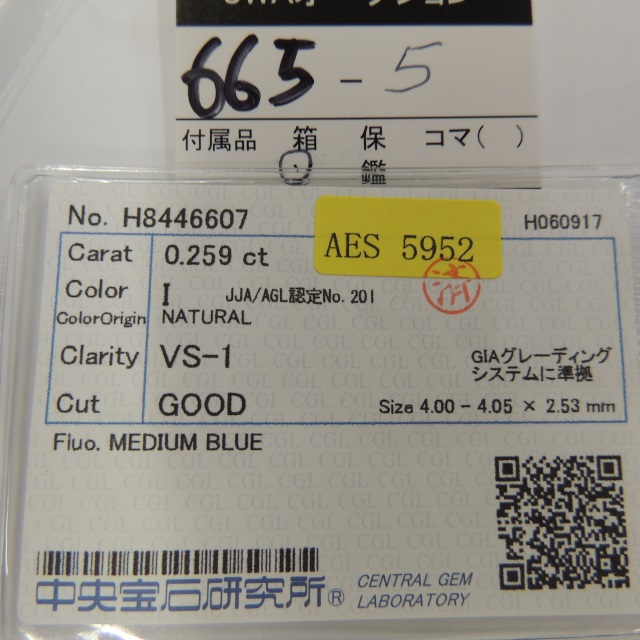 665-5
付属品 箱 保 コマ( )
鑑
No. H8446607
H060917
AES 5952
Carat 0.259 ct
Color I JJA/AGL認定No. 201
ColorOrigin NATURAL
Clarity VS-1
GIAグレーディング
システムに準拠
Cut GOOD Size 4.00 - 4.05 × 2.53 mm
Fluo. MEDIUM BLUE
中央宝石研究所® CENTRAL GEM
LABORATORY